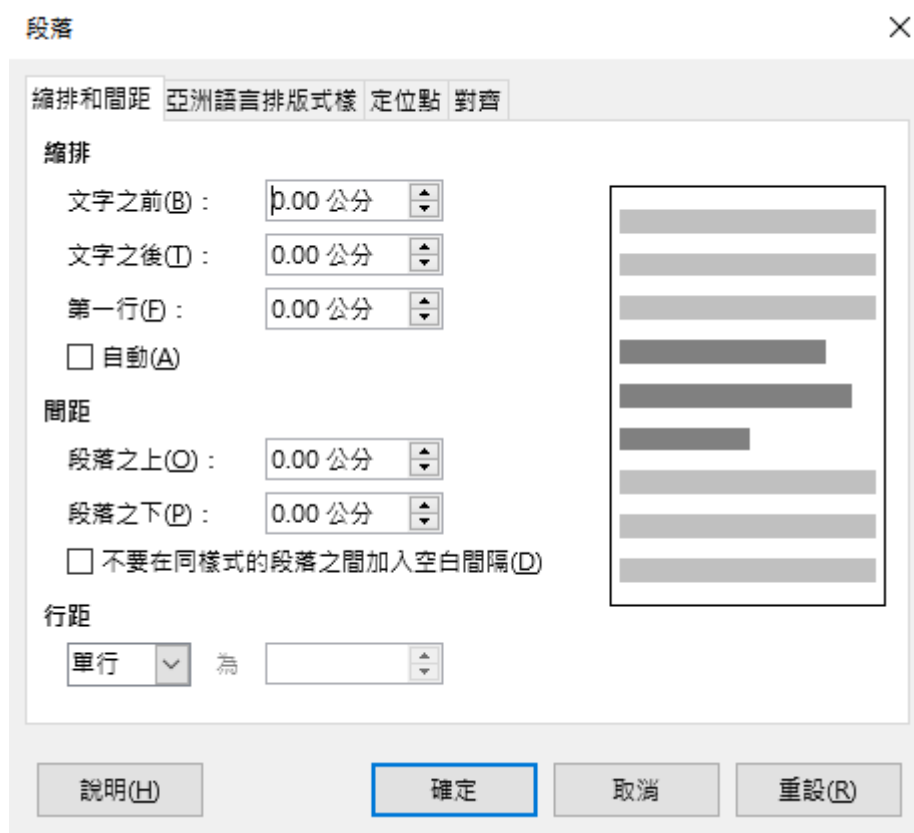 段落
縮排和間距 亞洲語言排版式樣 定位點 對齊
縮排
文字之前(B)： 0.00 公分
文字之後(T)： 0.00 公分
第一行(F)： 0.00 公分
自動(A)
間距
段落之上(O)： 0.00 公分
段落之下(P)： 0.00 公分
不要在同樣式的段落之間加入空白間隔(D)
行距
單行 為
說明(H) 確定 取消 重設(R)